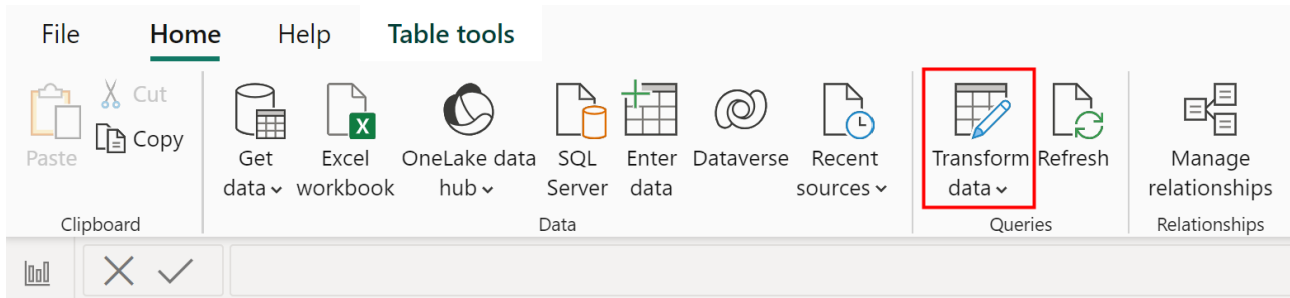 File Home Help Table tools
Cut
Copy
Paste
Get data
Excel workbook
OneLake data hub
SQL Server
Enter data
Dataverse
Recent sources
Transform data
Refresh
Manage relationships
Clipboard
Data
Queries
Relationships